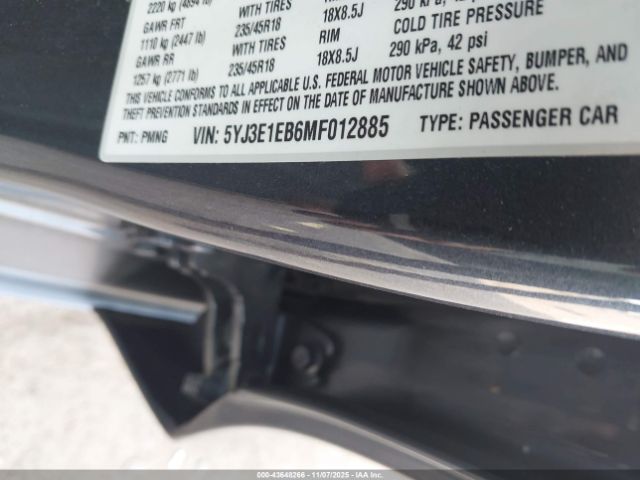 2220 kg (4894 lb) WITH TIRES RIM 290 kPa, 42 psi
GAWR FRT 235/45R18 18X8.5J COLD TIRE PRESSURE
1110 kg (2447 lb) WITH TIRES RIM 290 kPa, 42 psi
GAWR RR 235/45R18 18X8.5J
1257 kg (2771 lb)
THIS VEHICLE CONFORMS TO ALL APPLICABLE U.S. FEDERAL MOTOR VEHICLE SAFETY, BUMPER, AND
THEFT PREVENTION STANDARDS IN EFFECT ON THE DATE OF MANUFACTURE SHOWN ABOVE.
PNT: PMNG VIN: 5YJ3E1EB6MF012885 TYPE: PASSENGER CAR
000-43648266 - 11/07/2025 - IAAI.COM